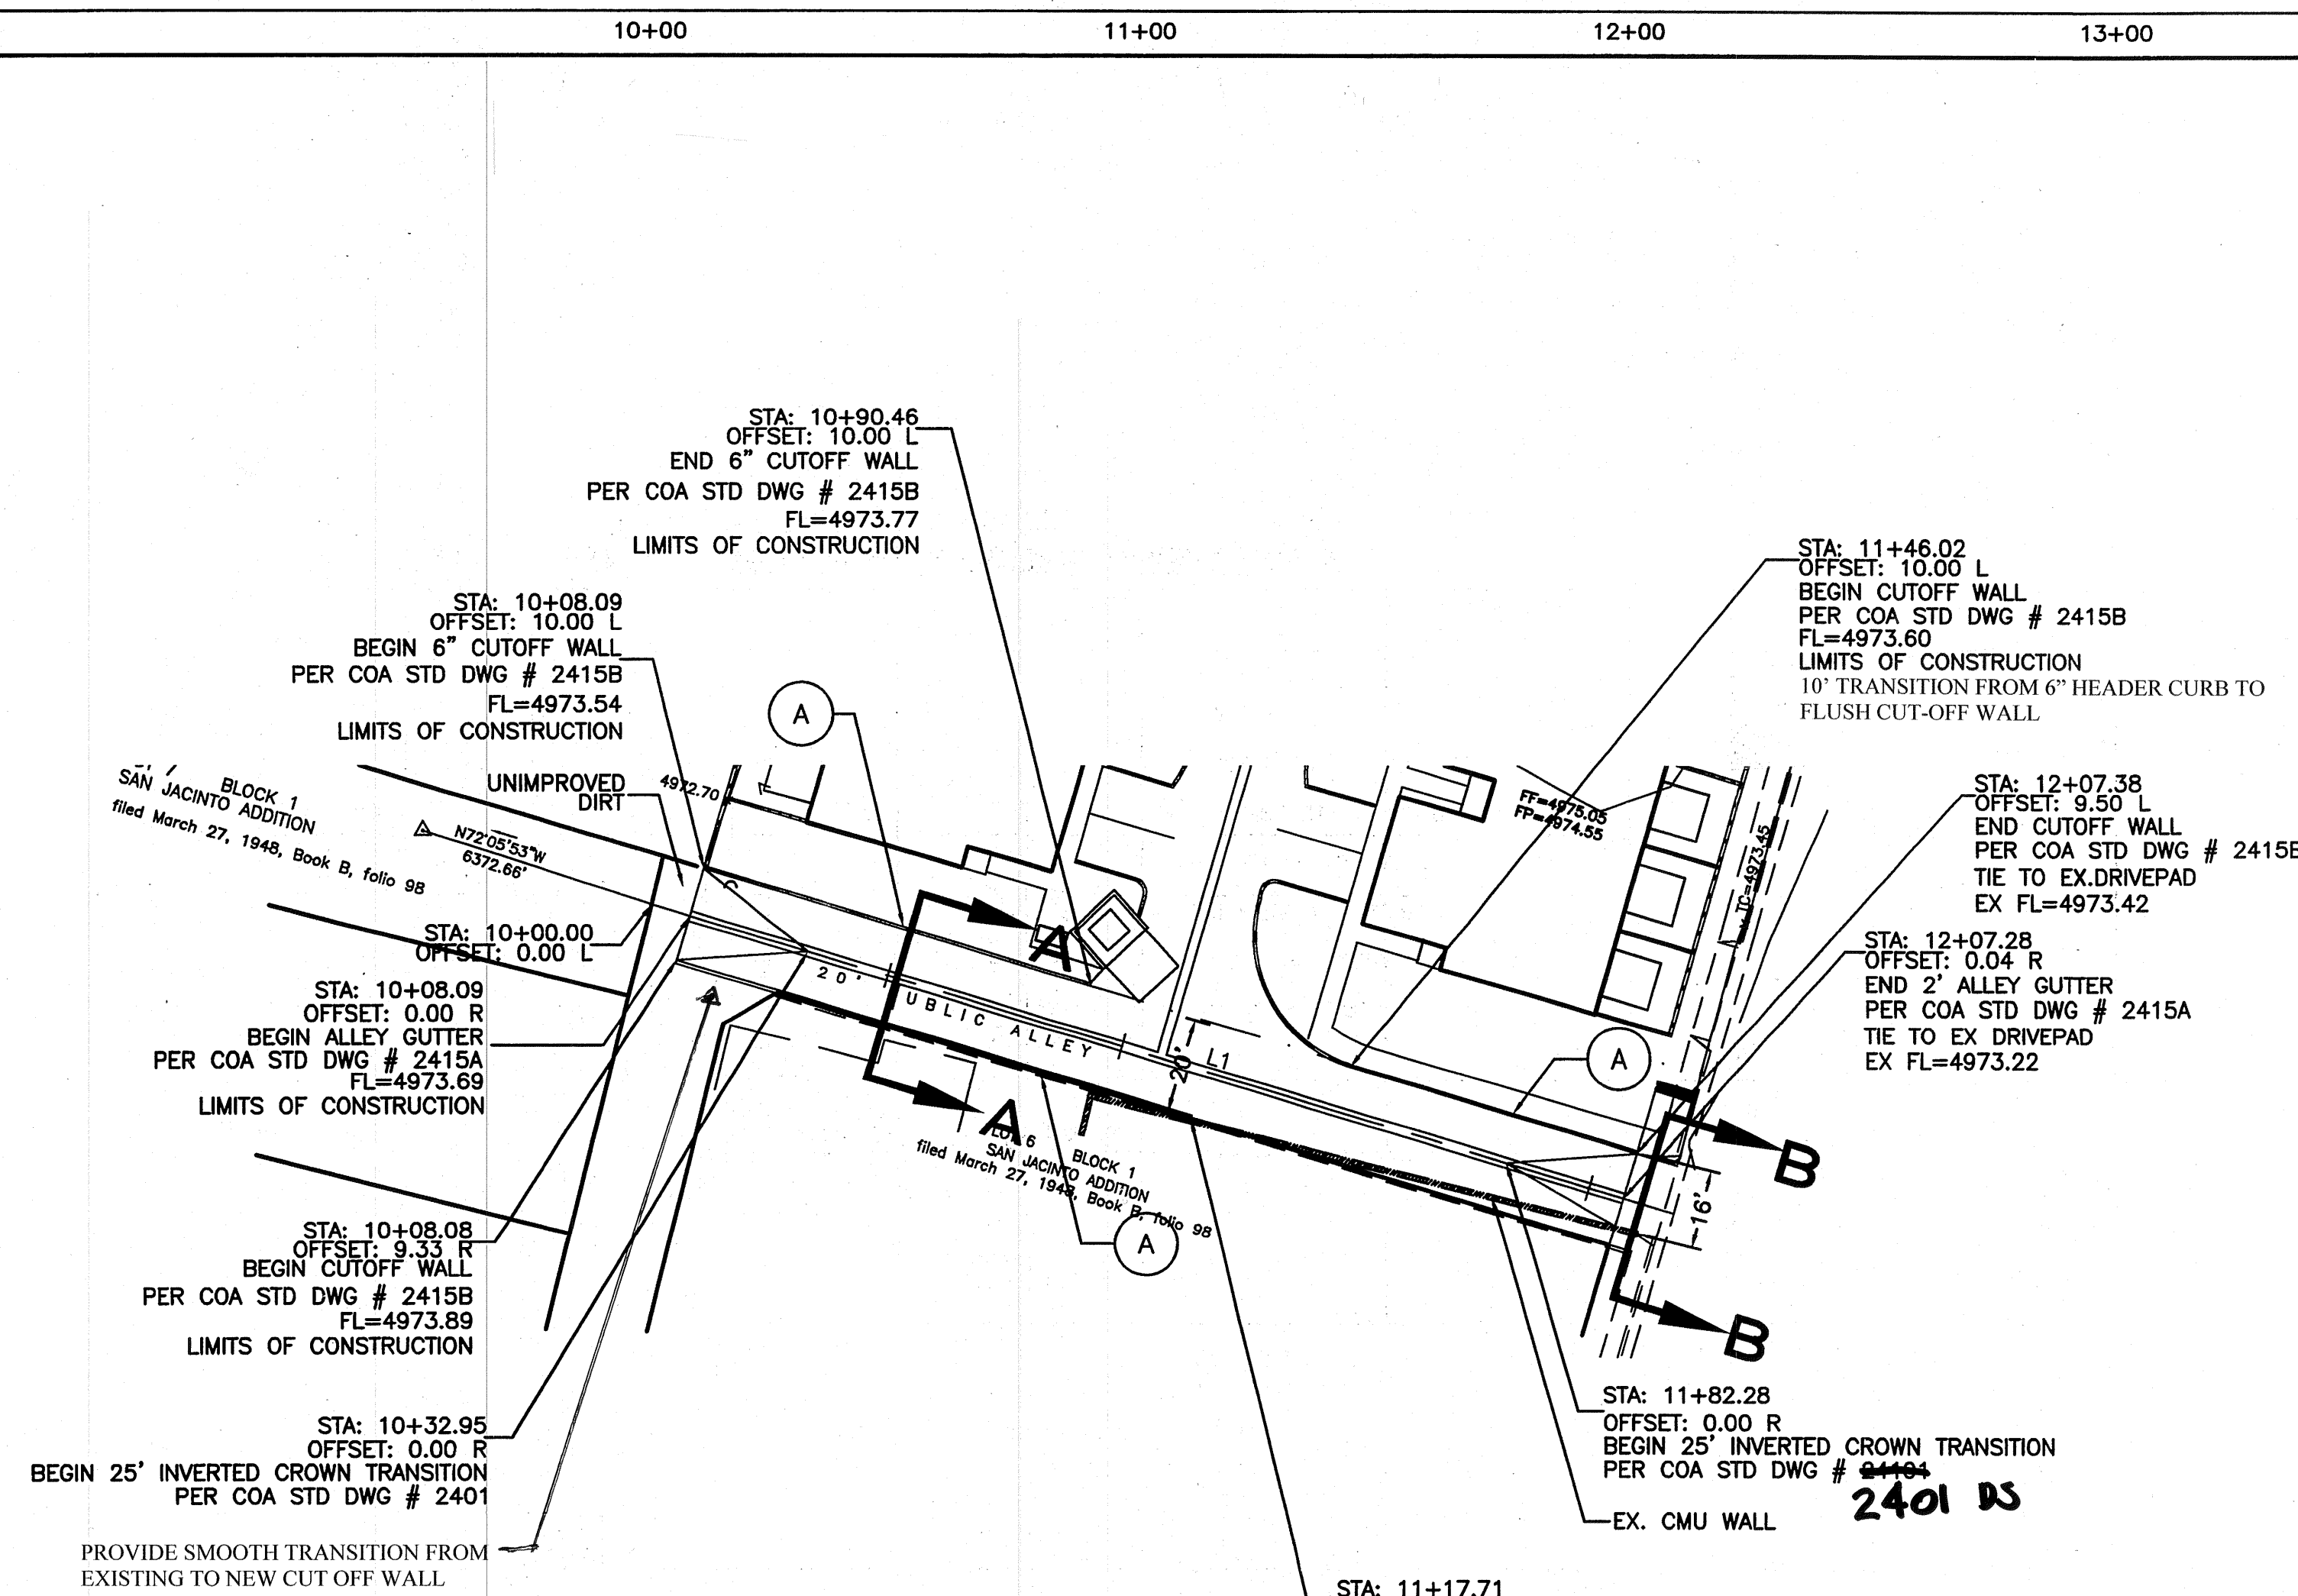 10+00 11+00 12+00 13+00
STA: 10+90.46
OFFSET: 10.00 L
END 6" CUTOFF WALL
PER COA STD DWG # 2415B
FL=4973.77
LIMITS OF CONSTRUCTION
STA: 11+46.02
OFFSET: 10.00 L
BEGIN CUTOFF WALL
PER COA STD DWG # 2415B
FL=4973.60
LIMITS OF CONSTRUCTION
10' TRANSITION FROM 6" HEADER CURB TO
FLUSH CUT-OFF WALL
STA: 10+08.09
OFFSET: 10.00 L
BEGIN 6" CUTOFF WALL
PER COA STD DWG # 2415B
FL=4973.54
LIMITS OF CONSTRUCTION
A
UNIMPROVED
DIRT
4972.70
BLOCK 1
SAN JACINTO ADDITION
filed March 27, 1948, Book B, folio 98
N72°05'53"W
6372.66'
FF=4975.05
FP=4974.55
TC=4973.45
STA: 12+07.38
OFFSET: 9.50 L
END CUTOFF WALL
PER COA STD DWG # 2415B
TIE TO EX.DRIVEPAD
EX FL=4973.42
STA: 10+00.00
OFFSET: 0.00 L
A
20' UBLIC ALLEY
STA: 12+07.28
OFFSET: 0.04 R
END 2' ALLEY GUTTER
PER COA STD DWG # 2415A
TIE TO EX DRIVEPAD
EX FL=4973.22
STA: 10+08.09
OFFSET: 0.00 R
BEGIN ALLEY GUTTER
PER COA STD DWG # 2415A
FL=4973.69
LIMITS OF CONSTRUCTION
20'
L1
A
A
LOT 6
BLOCK 1
SAN JACINTO ADDITION
filed March 27, 1948, Book B, folio 98
A
B
16'
B
STA: 10+08.08
OFFSET: 9.33 R
BEGIN CUTOFF WALL
PER COA STD DWG # 2415B
FL=4973.89
LIMITS OF CONSTRUCTION
STA: 10+32.95
OFFSET: 0.00 R
BEGIN 25' INVERTED CROWN TRANSITION
PER COA STD DWG # 2401
PROVIDE SMOOTH TRANSITION FROM
EXISTING TO NEW CUT OFF WALL
STA: 11+82.28
OFFSET: 0.00 R
BEGIN 25' INVERTED CROWN TRANSITION
PER COA STD DWG #
2401 DS
EX. CMU WALL
STA: 11+17.71